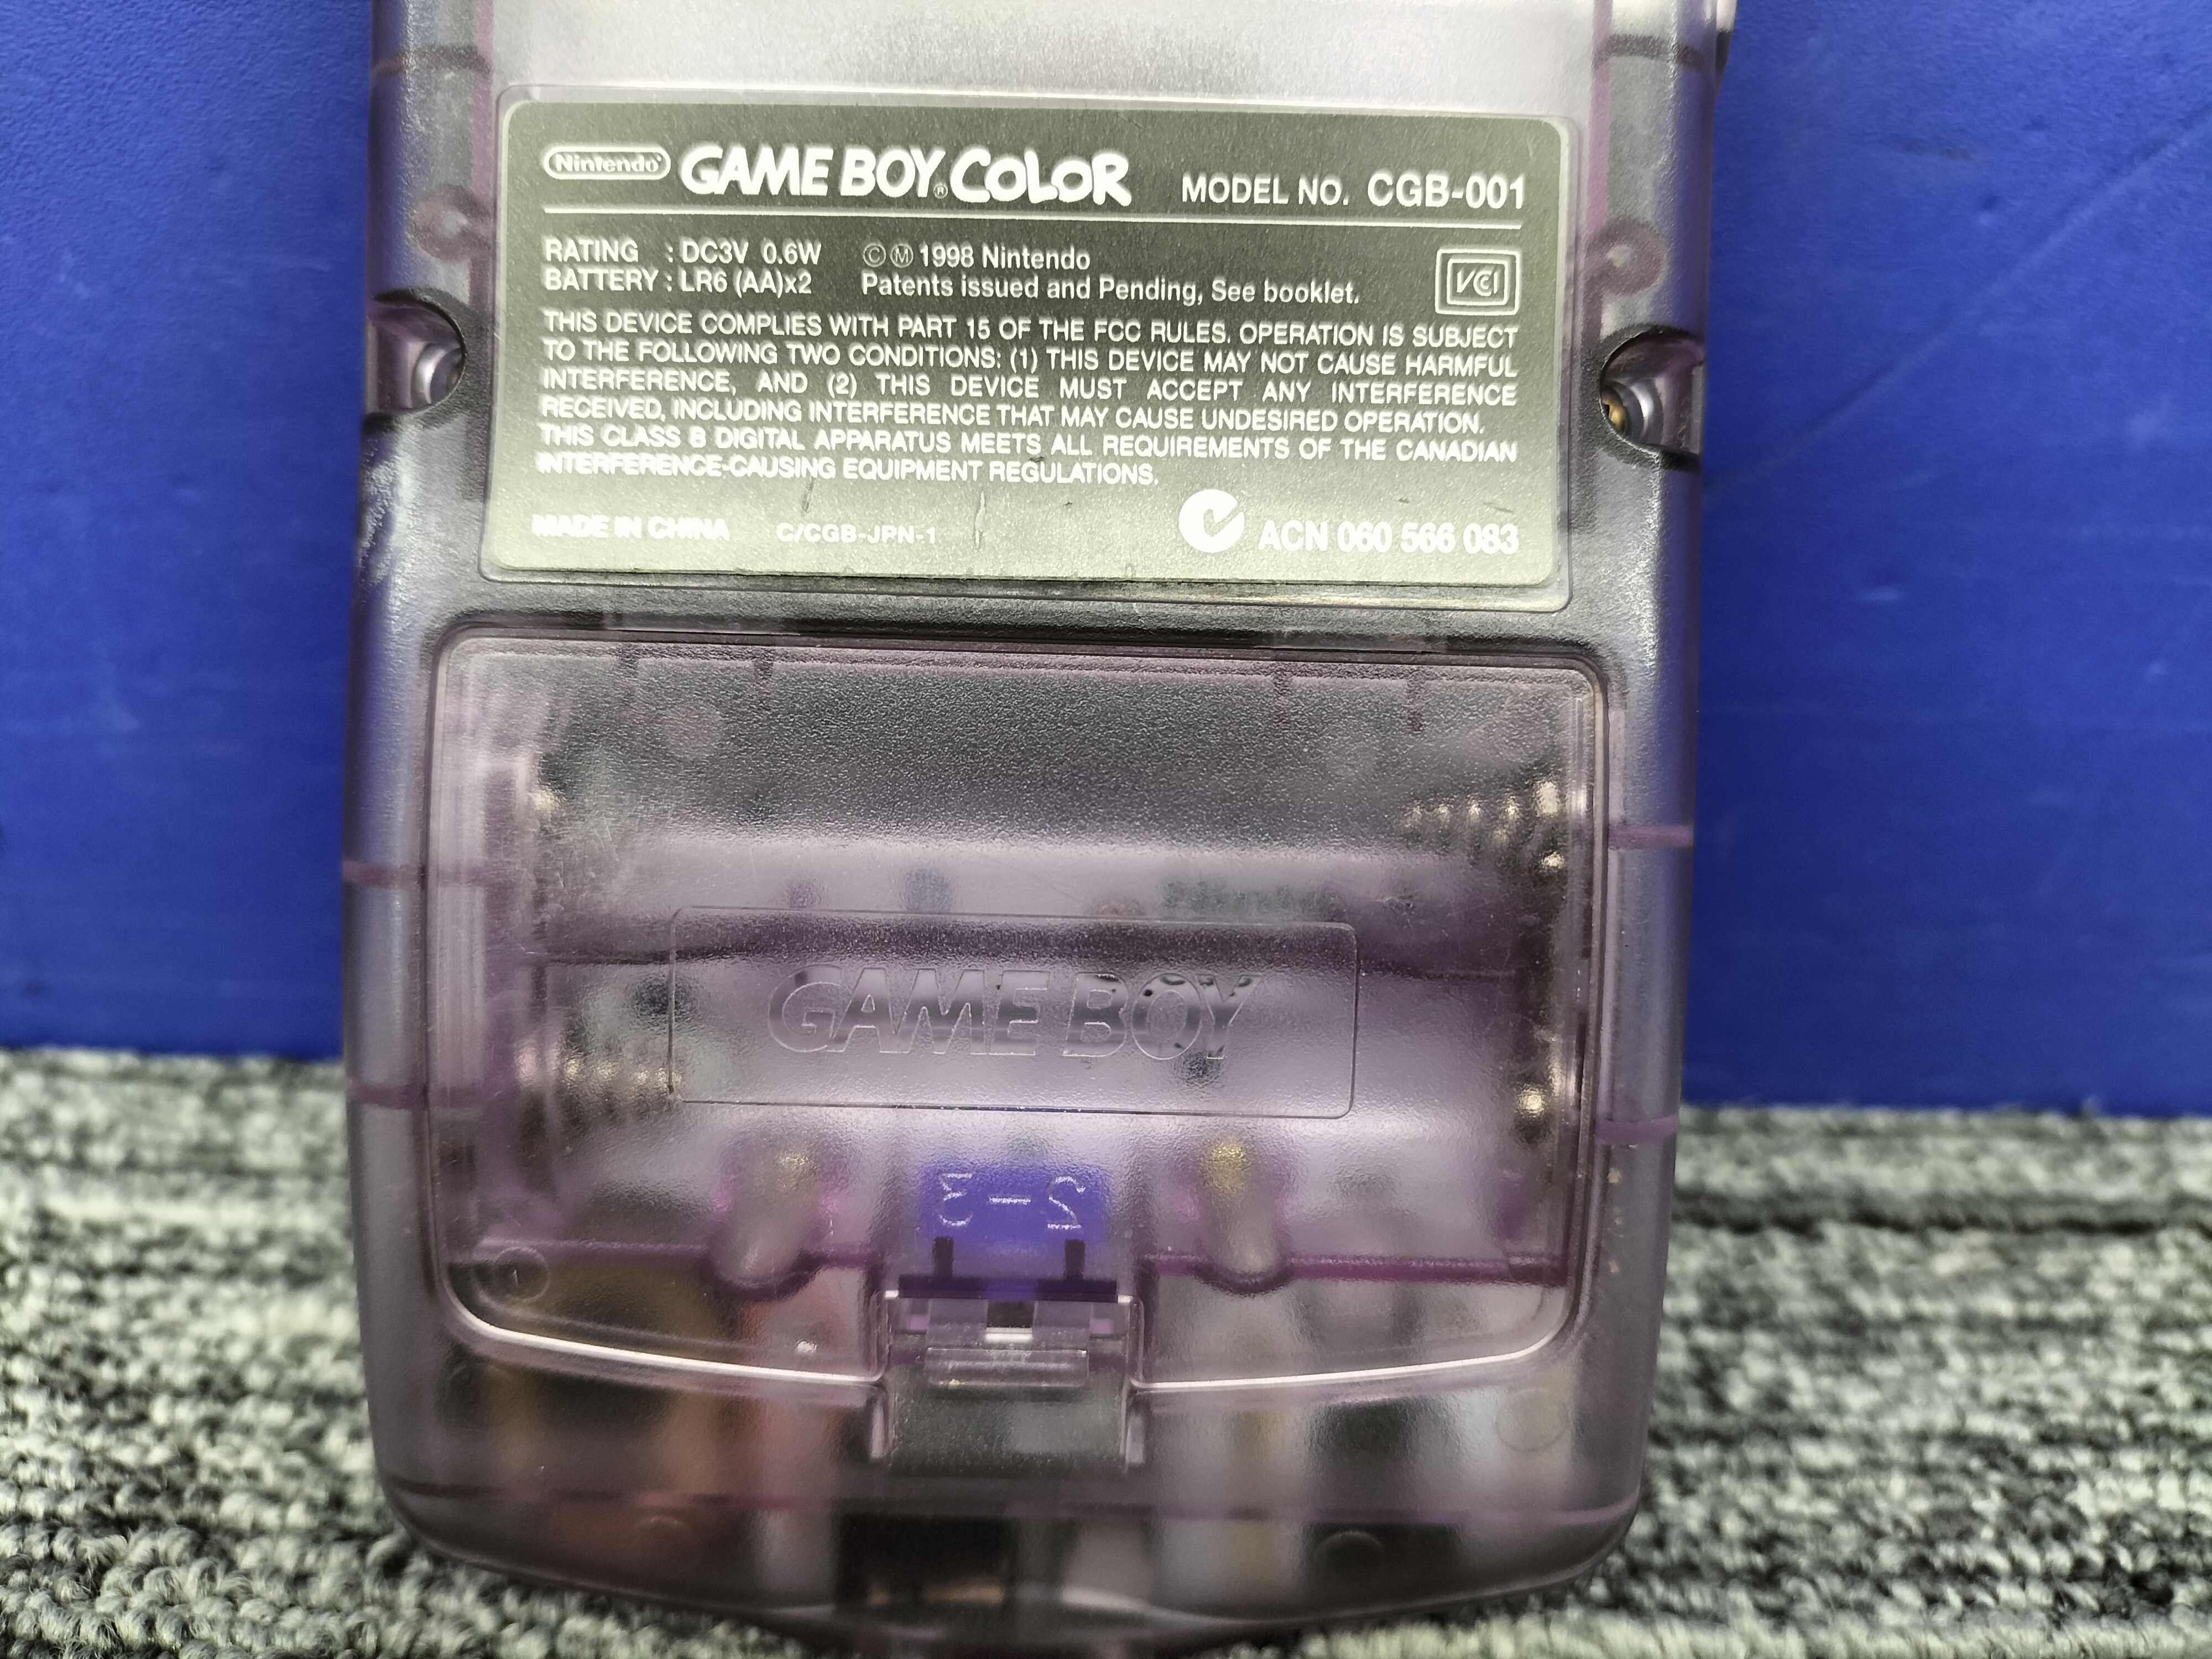 Nintendo GAME BOY COLOR MODEL NO. CGB-001
RATING : DC3V 0.6W ©Ⓜ 1998 Nintendo
BATTERY : LR6 (AA)x2 Patents issued and Pending, See booklet.
VCI
THIS DEVICE COMPLIES WITH PART 15 OF THE FCC RULES. OPERATION IS SUBJECT
TO THE FOLLOWING TWO CONDITIONS: (1) THIS DEVICE MAY NOT CAUSE HARMFUL
INTERFERENCE, AND (2) THIS DEVICE MUST ACCEPT ANY INTERFERENCE
RECEIVED, INCLUDING INTERFERENCE THAT MAY CAUSE UNDESIRED OPERATION.
THIS CLASS B DIGITAL APPARATUS MEETS ALL REQUIREMENTS OF THE CANADIAN
INTERFERENCE-CAUSING EQUIPMENT REGULATIONS.
MADE IN CHINA C/CGB-JPN-1 ACN 060 566 083
GAME BOY
2-3
1